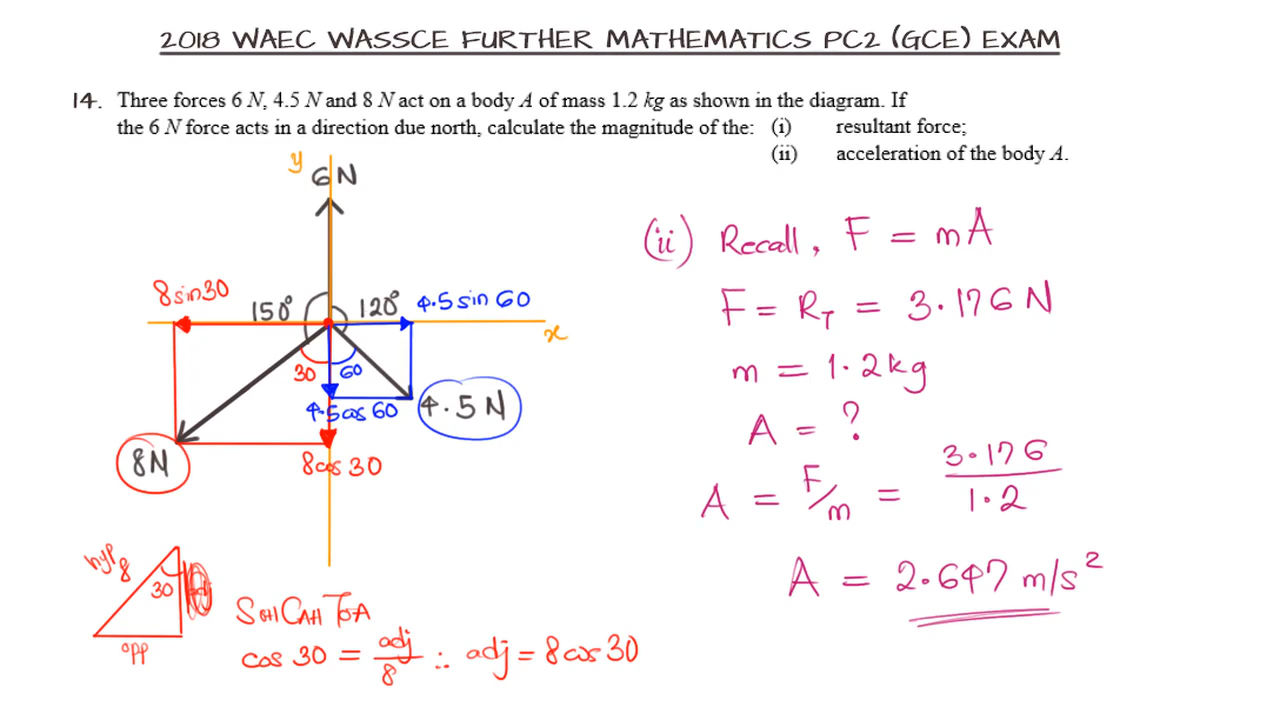 2018 WAEC WASSCE FURTHER MATHEMATICS PC2 (GCE) EXAM
14. Three forces 6 N, 4.5 N and 8 N act on a body A of mass 1.2 kg as shown in the diagram. If
the 6 N force acts in a direction due north, calculate the magnitude of the: (i) resultant force;
(ii) acceleration of the body A.
y
6N
8sin30
150° 120°
4.5 sin 60
x
30 60
4.5cos 60
4.5N
8N
8cos 30
hyp 8
30
opp
SOH CAH TOA
cos 30 = adj/8 ∴ adj = 8cos 30
(ii) Recall, F = mA
F = R_T = 3.176 N
m = 1.2kg
A = ?
A = F/m = 3.176/1.2
A = 2.647 m/s²